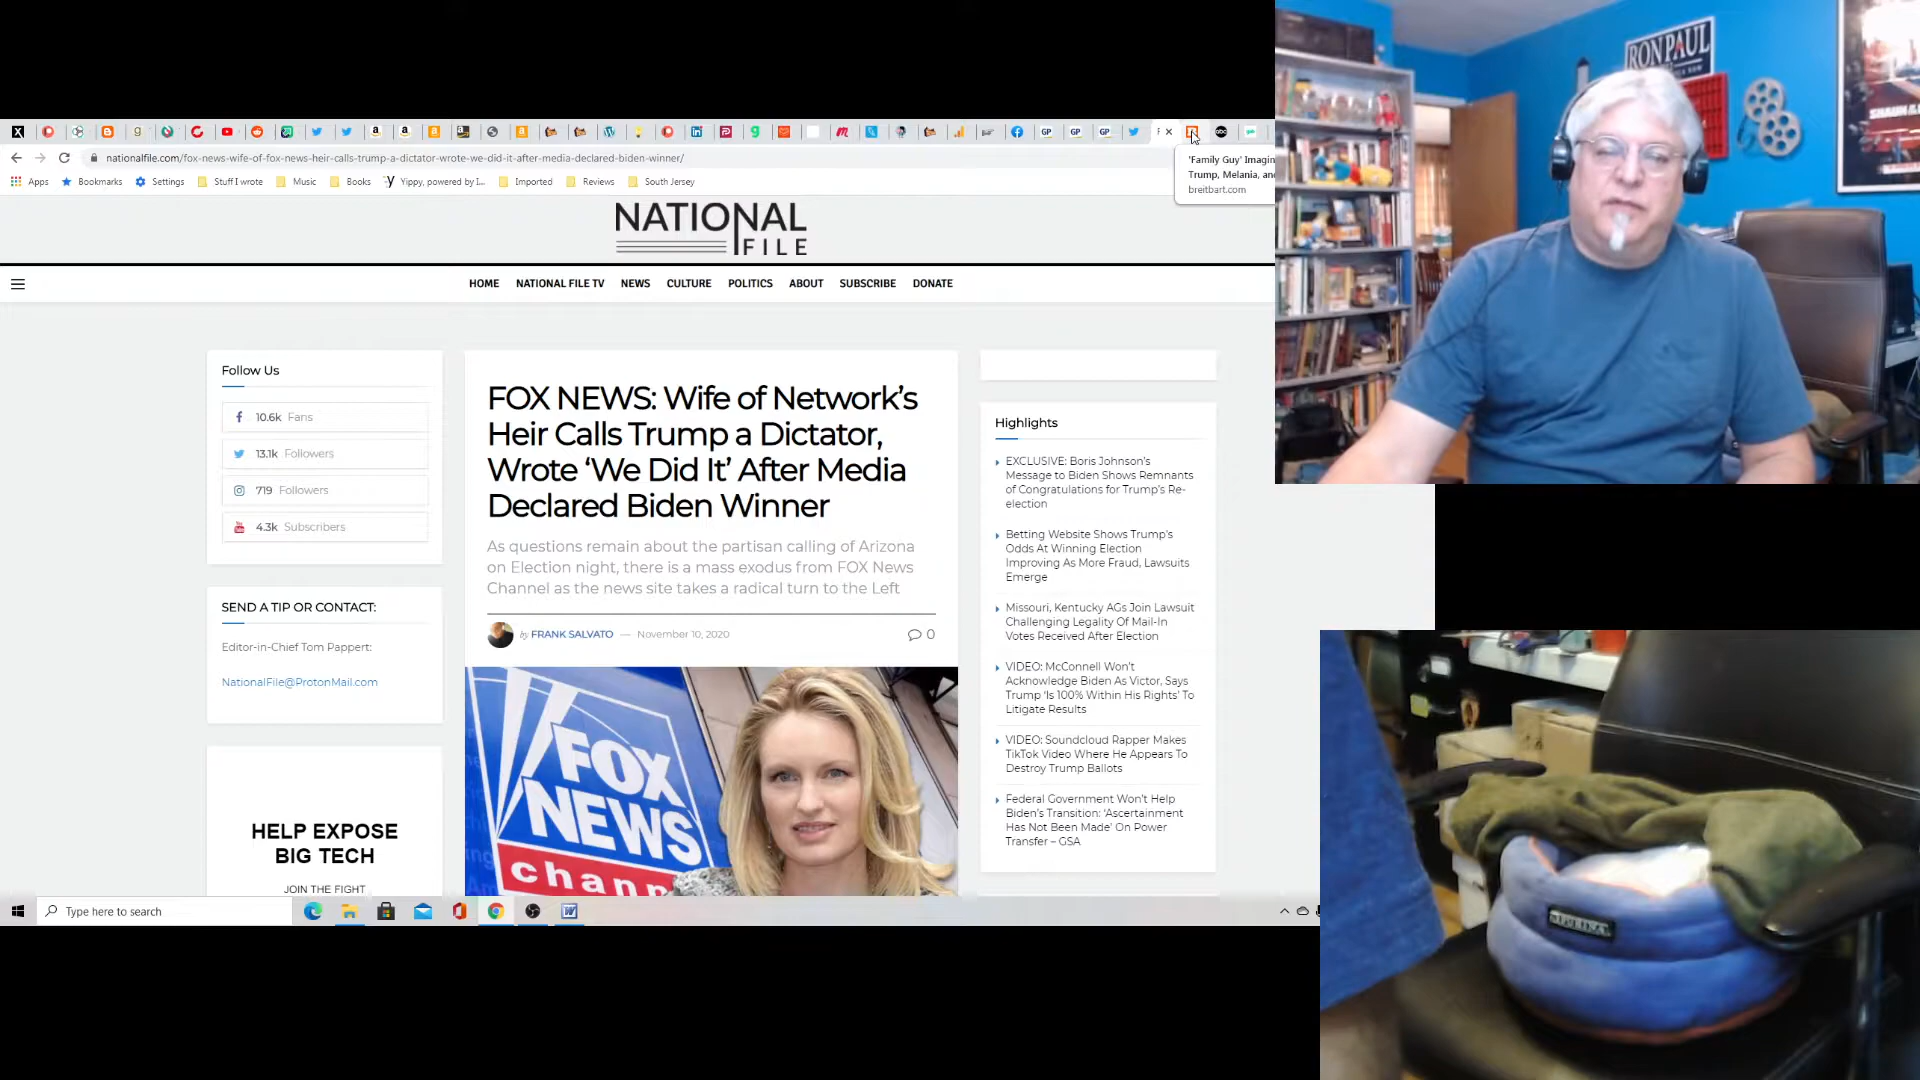 nationalfile.com/fox-news-wife-of-fox-news-heir-calls-trump-a-dictator-wrote-we-did-it-after-media-declared-biden-winner/
'Family Guy' Imagin
Trump, Melania, and
breitbart.com
Apps
Bookmarks
Settings
Stuff I wrote
Music
Books
Yippy, powered by I...
Imported
Reviews
South Jersey
NATIONAL
FILE
HOME NATIONAL FILE TV NEWS CULTURE POLITICS ABOUT SUBSCRIBE DONATE
Follow Us
10.6k Fans
13.1k Followers
719 Followers
4.3k Subscribers
SEND A TIP OR CONTACT:
Editor-in-Chief Tom Pappert:
NationalFile@ProtonMail.com
HELP EXPOSE
BIG TECH
JOIN THE FIGHT
FOX NEWS: Wife of Network's
Heir Calls Trump a Dictator,
Wrote 'We Did It' After Media
Declared Biden Winner
As questions remain about the partisan calling of Arizona
on Election night, there is a mass exodus from FOX News
Channel as the news site takes a radical turn to the Left
by FRANK SALVATO — November 10, 2020
0
FOX
NEWS
chann
Highlights
EXCLUSIVE: Boris Johnson's
Message to Biden Shows Remnants
of Congratulations for Trump's Re-
election
Betting Website Shows Trump's
Odds At Winning Election
Improving As More Fraud, Lawsuits
Emerge
Missouri, Kentucky AGs Join Lawsuit
Challenging Legality Of Mail-In
Votes Received After Election
VIDEO: McConnell Won't
Acknowledge Biden As Victor, Says
Trump 'Is 100% Within His Rights' To
Litigate Results
VIDEO: Soundcloud Rapper Makes
TikTok Video Where He Appears To
Destroy Trump Ballots
Federal Government Won't Help
Biden's Transition: 'Ascertainment
Has Not Been Made' On Power
Transfer – GSA
Type here to search
RON PAUL